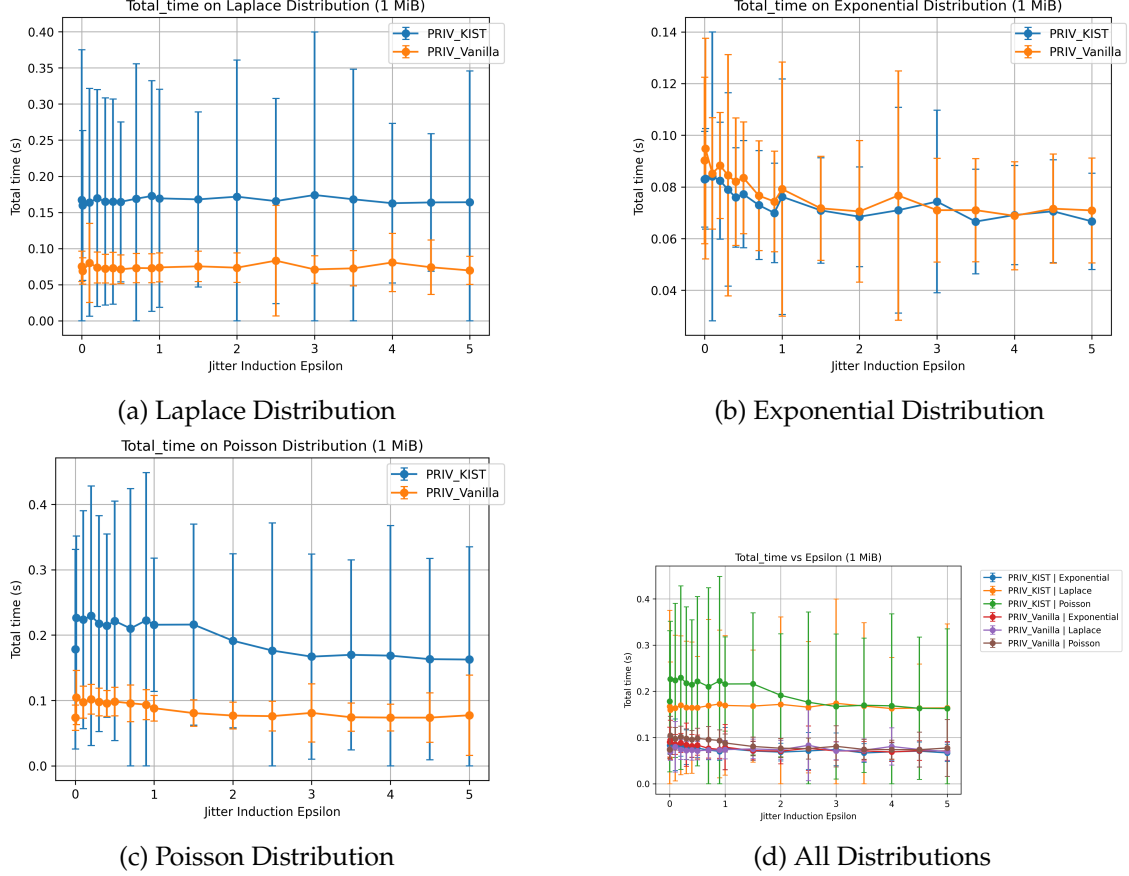 Total_time on Laplace Distribution (1 MiB)
PRIV_KIST
PRIV_Vanilla
0.40
0.35
0.30
0.25
0.20
0.15
0.10
0.05
0.00
Total time (s)
0 1 2 3 4 5
Jitter Induction Epsilon
(a) Laplace Distribution
Total_time on Exponential Distribution (1 MiB)
PRIV_KIST
PRIV_Vanilla
0.14
0.12
0.10
0.08
0.06
0.04
Total time (s)
0 1 2 3 4 5
Jitter Induction Epsilon
(b) Exponential Distribution
Total_time on Poisson Distribution (1 MiB)
PRIV_KIST
PRIV_Vanilla
0.4
0.3
0.2
0.1
0.0
Total time (s)
0 1 2 3 4 5
Jitter Induction Epsilon
(c) Poisson Distribution
Total_time vs Epsilon (1 MiB)
PRIV_KIST | Exponential
PRIV_KIST | Laplace
PRIV_KIST | Poisson
PRIV_Vanilla | Exponential
PRIV_Vanilla | Laplace
PRIV_Vanilla | Poisson
0.4
0.3
0.2
0.1
0.0
Total time (s)
0 1 2 3 4 5
Jitter Induction Epsilon
(d) All Distributions